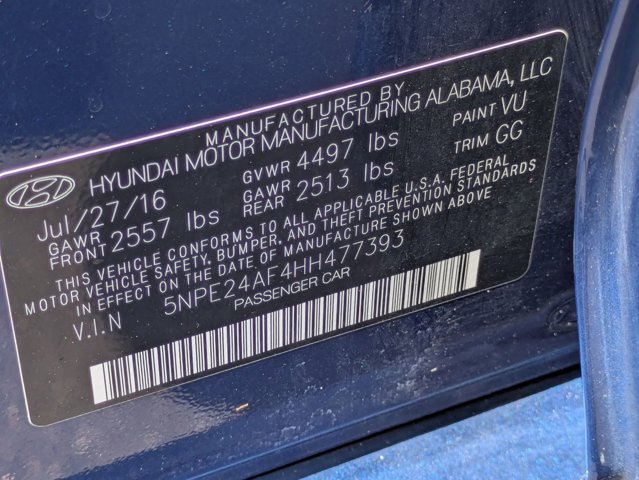 MANUFACTURED BY
HYUNDAI MOTOR MANUFACTURING ALABAMA, LLC
Jul/27/16 GVWR 4497 lbs PAINT VU
GAWR FRONT 2557 lbs GAWR REAR 2513 lbs TRIM GG
THIS VEHICLE CONFORMS TO ALL APPLICABLE U.S.A. FEDERAL
MOTOR VEHICLE SAFETY, BUMPER, AND THEFT PREVENTION STANDARDS
IN EFFECT ON THE DATE OF MANUFACTURE SHOWN ABOVE.
V.I.N 5NPE24AF4HH477393
PASSENGER CAR